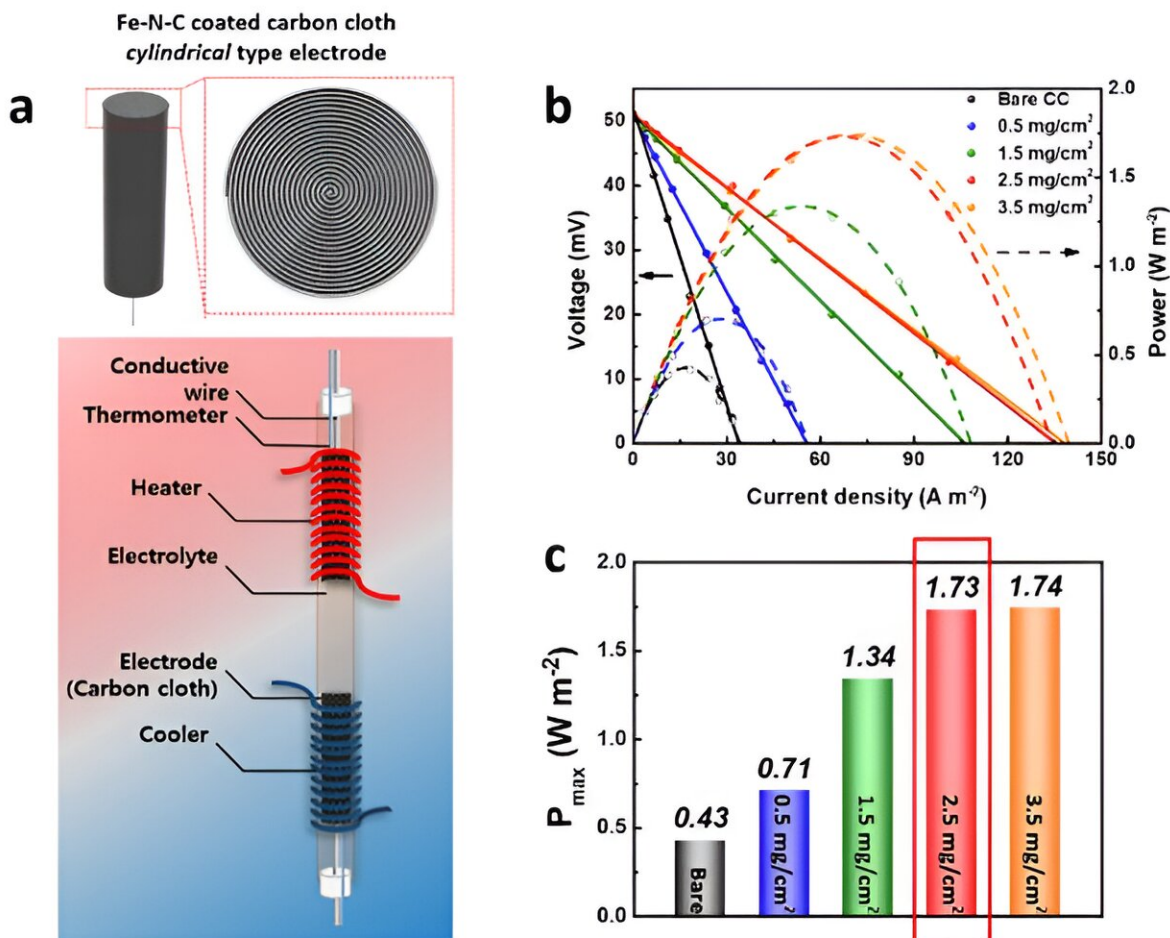 Fe-N-C coated carbon cloth
cylindrical type electrode
a
Conductive
wire
Thermometer
Heater
Electrolyte
Electrode
(Carbon cloth)
Cooler
b
Voltage (mV)
50
40
30
20
10
0
Bare CC
0.5 mg/cm²
1.5 mg/cm²
2.5 mg/cm²
3.5 mg/cm²
2.0
1.5
1.0
0.5
0.0
Power (W m⁻²)
0 30 60 90 120 150
Current density (A m⁻²)
c
P_max (W m⁻²)
2.0
1.5
1.0
0.5
0.0
0.43
0.71
1.34
1.73
1.74
Bare
0.5 mg/cm²
1.5 mg/cm²
2.5 mg/cm²
3.5 mg/cm²